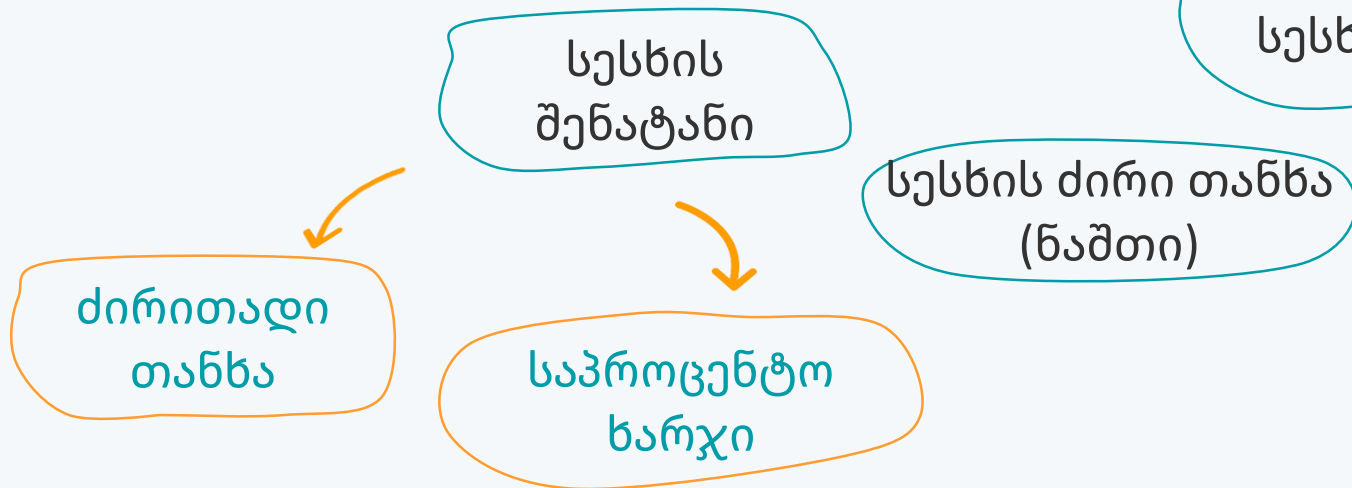 სესხის
შენატანი
სესხის ძირი თანხა
(ნაშთი)
ძირითადი
თანხა
საპროცენტო
ხარჯი